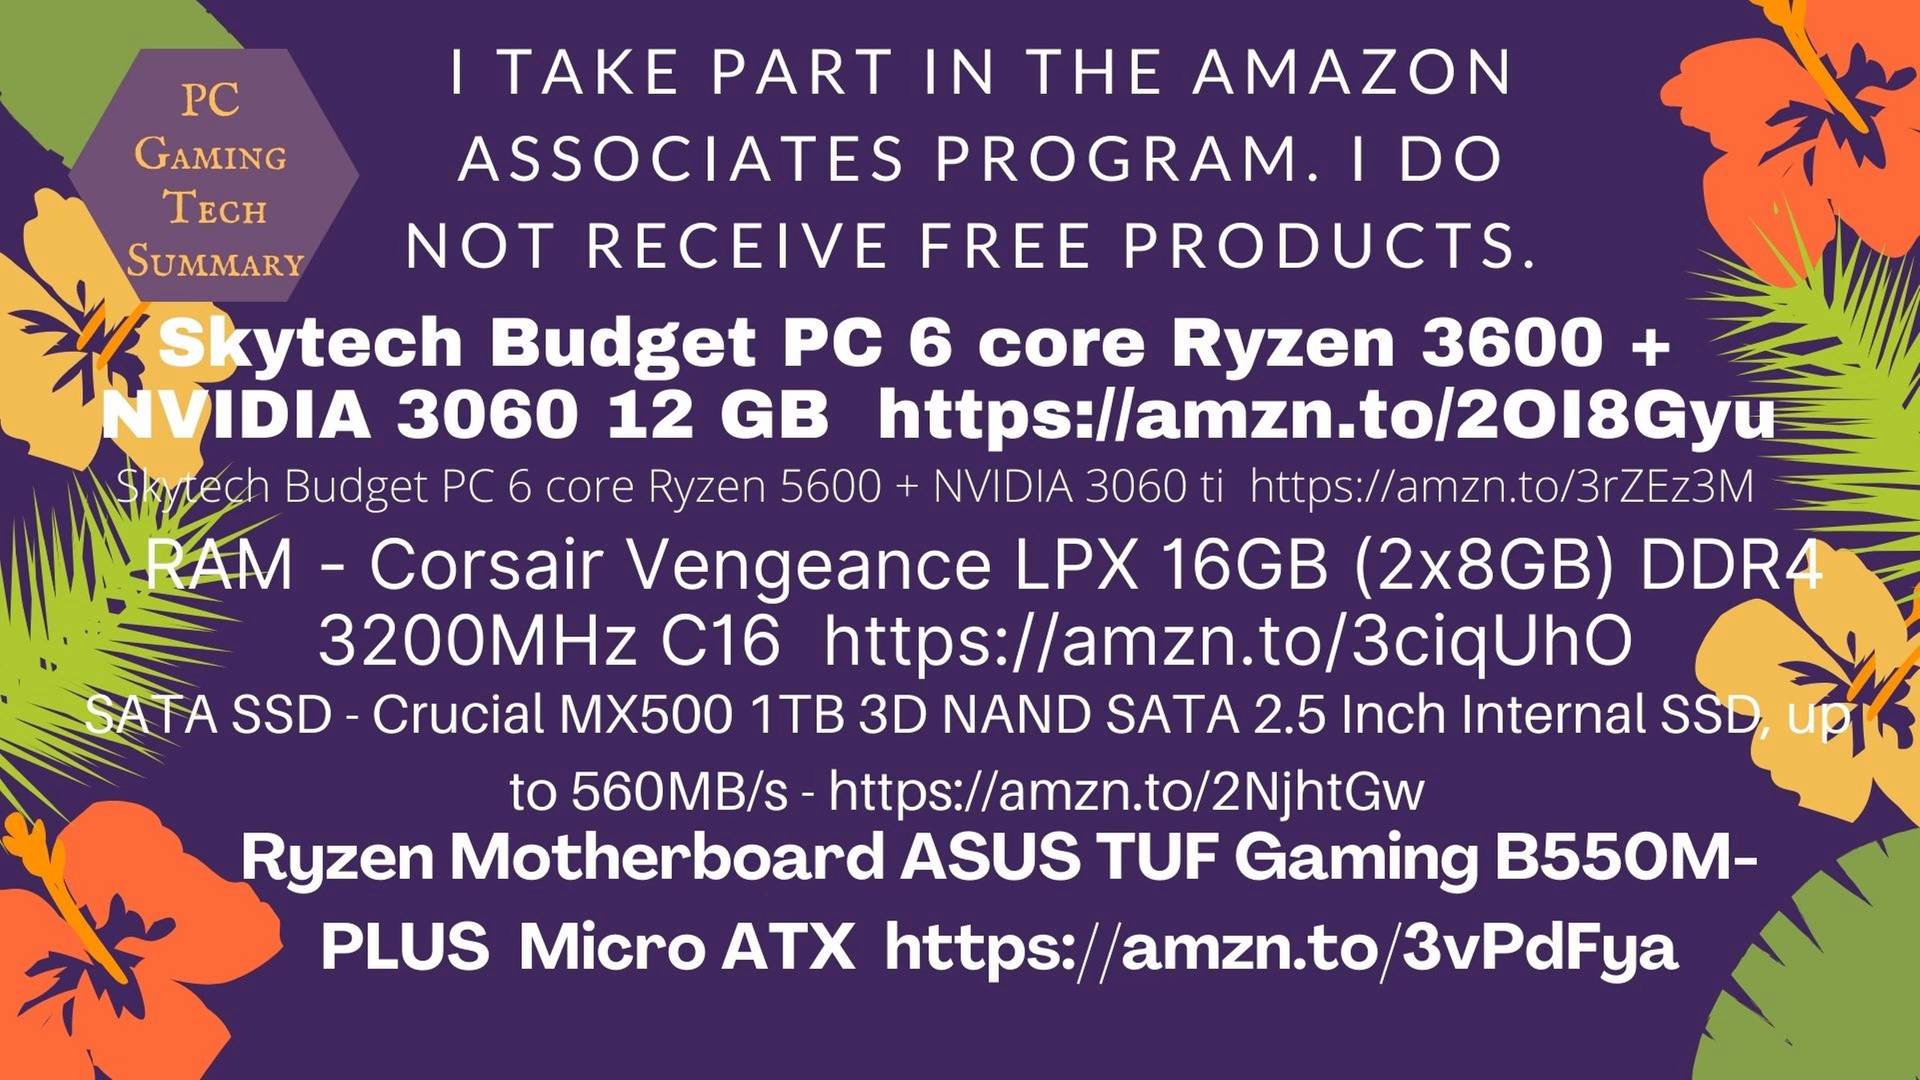 PC
Gaming
Tech
Summary
I TAKE PART IN THE AMAZON
ASSOCIATES PROGRAM. I DO
NOT RECEIVE FREE PRODUCTS.
Skytech Budget PC 6 core Ryzen 3600 +
NVIDIA 3060 12 GB https://amzn.to/2OI8Gyu
Skytech Budget PC 6 core Ryzen 5600 + NVIDIA 3060 ti https://amzn.to/3rZEz3M
RAM - Corsair Vengeance LPX 16GB (2x8GB) DDR4
3200MHz C16 https://amzn.to/3ciqUhO
SATA SSD - Crucial MX500 1TB 3D NAND SATA 2.5 Inch Internal SSD, up
to 560MB/s - https://amzn.to/2NjhtGw
Ryzen Motherboard ASUS TUF Gaming B550M-
PLUS Micro ATX https://amzn.to/3vPdFya